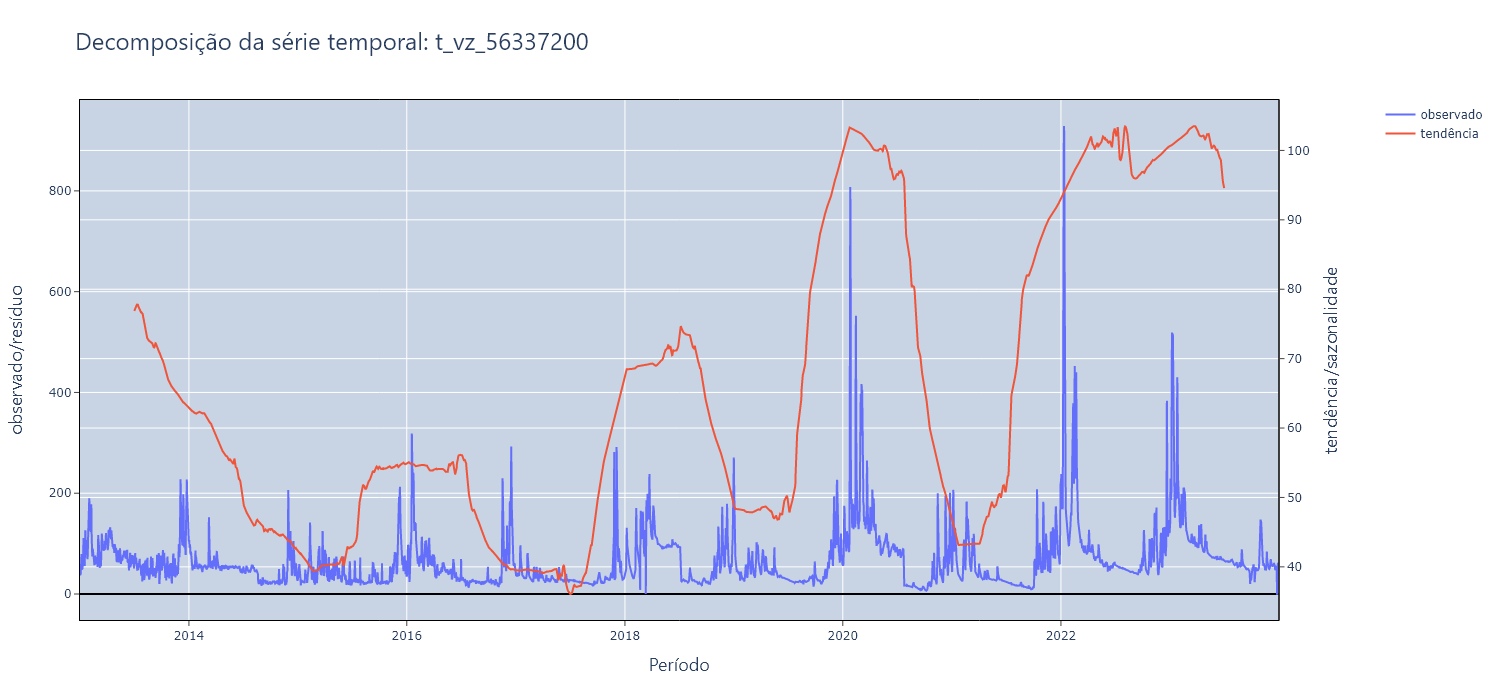 Decomposição da série temporal: t_vz_56337200
observado
tendência
observado/resíduo
800
600
400
200
0
100
90
80
70
60
50
40
tendência/sazonalidade
2014
2016
2018
2020
2022
Período